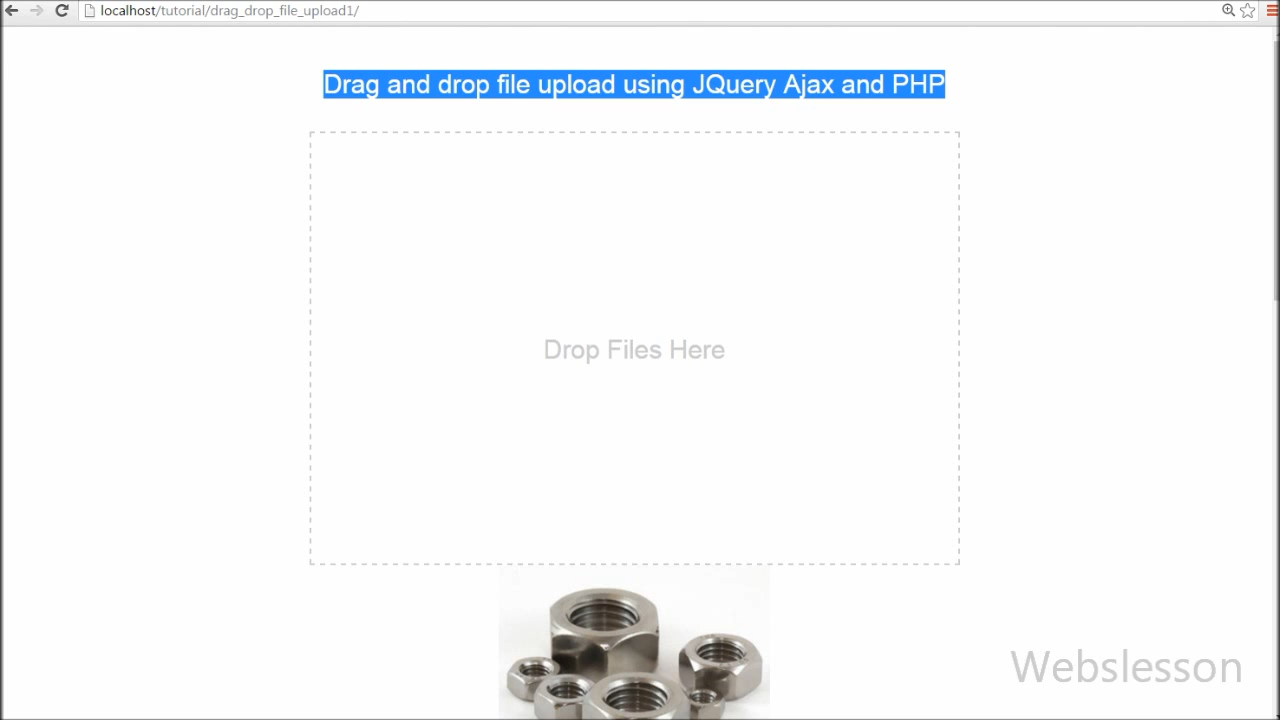 localhost/tutorial/drag_drop_file_upload1/
Drag and drop file upload using JQuery Ajax and PHP
Drop Files Here
Webslesson